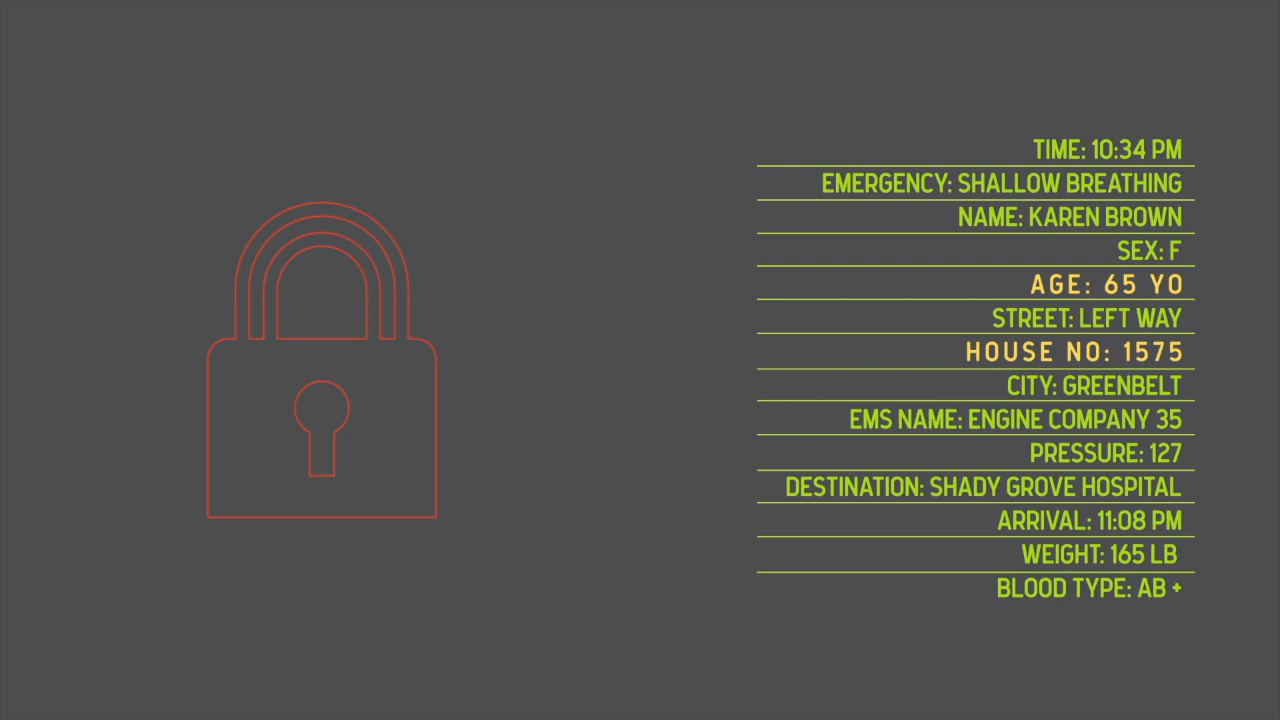 TIME: 10:34 PM
EMERGENCY: SHALLOW BREATHING
NAME: KAREN BROWN
SEX: F
AGE: 65 YO
STREET: LEFT WAY
HOUSE NO: 1575
CITY: GREENBELT
EMS NAME: ENGINE COMPANY 35
PRESSURE: 127
DESTINATION: SHADY GROVE HOSPITAL
ARRIVAL: 11:08 PM
WEIGHT: 165 LB
BLOOD TYPE: AB +